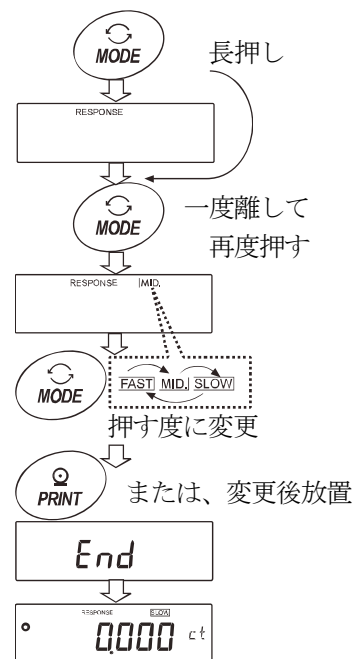 MODE
長押し
RESPONSE
MODE
一度離して
再度押す
RESPONSE MID.
MODE
FAST MID. SLOW
押す度に変更
PRINT
または、変更後放置
End
RESPONSE SLOW
0.000 ct